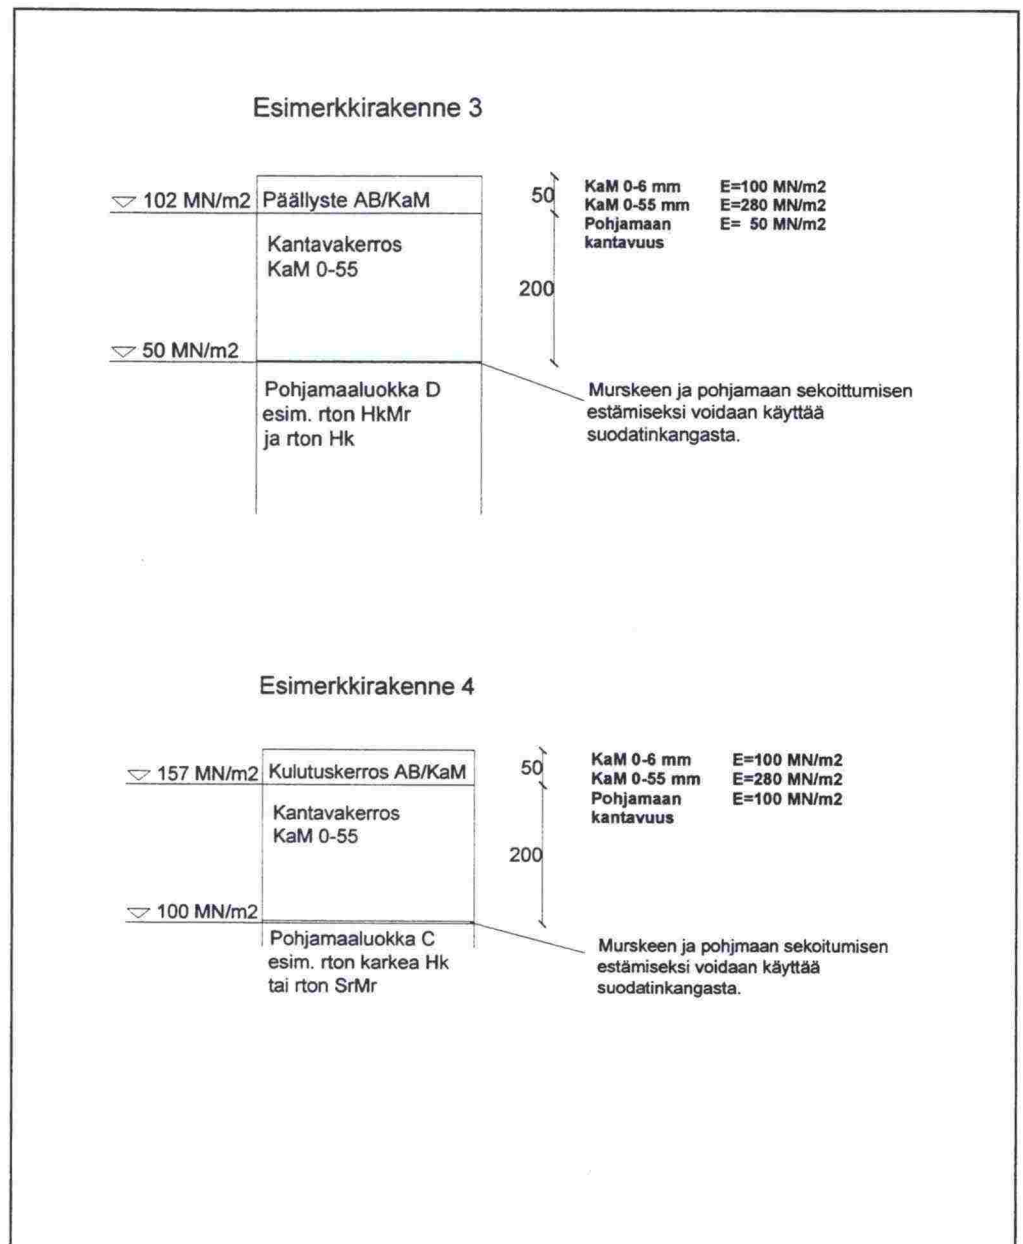 Esimerkkirakenne 3
102 MN/m2
Päällyste AB/KaM
50
KaM 0-6 mm E=100 MN/m2
KaM 0-55 mm E=280 MN/m2
Pohjamaan E= 50 MN/m2
kantavuus
Kantavakerros
KaM 0-55
200
50 MN/m2
Pohjamaaluokka D
esim. rton HkMr
ja rton Hk
Murskeen ja pohjamaan sekoittumisen
estämiseksi voidaan käyttää
suodatinkangasta.
Esimerkkirakenne 4
157 MN/m2
Kulutuskerros AB/KaM
50
KaM 0-6 mm E=100 MN/m2
KaM 0-55 mm E=280 MN/m2
Pohjamaan E=100 MN/m2
kantavuus
Kantavakerros
KaM 0-55
200
100 MN/m2
Pohjamaaluokka C
esim. rton karkea Hk
tai rton SrMr
Murskeen ja pohjmaan sekoitumisen
estämiseksi voidaan käyttää
suodatinkangasta.